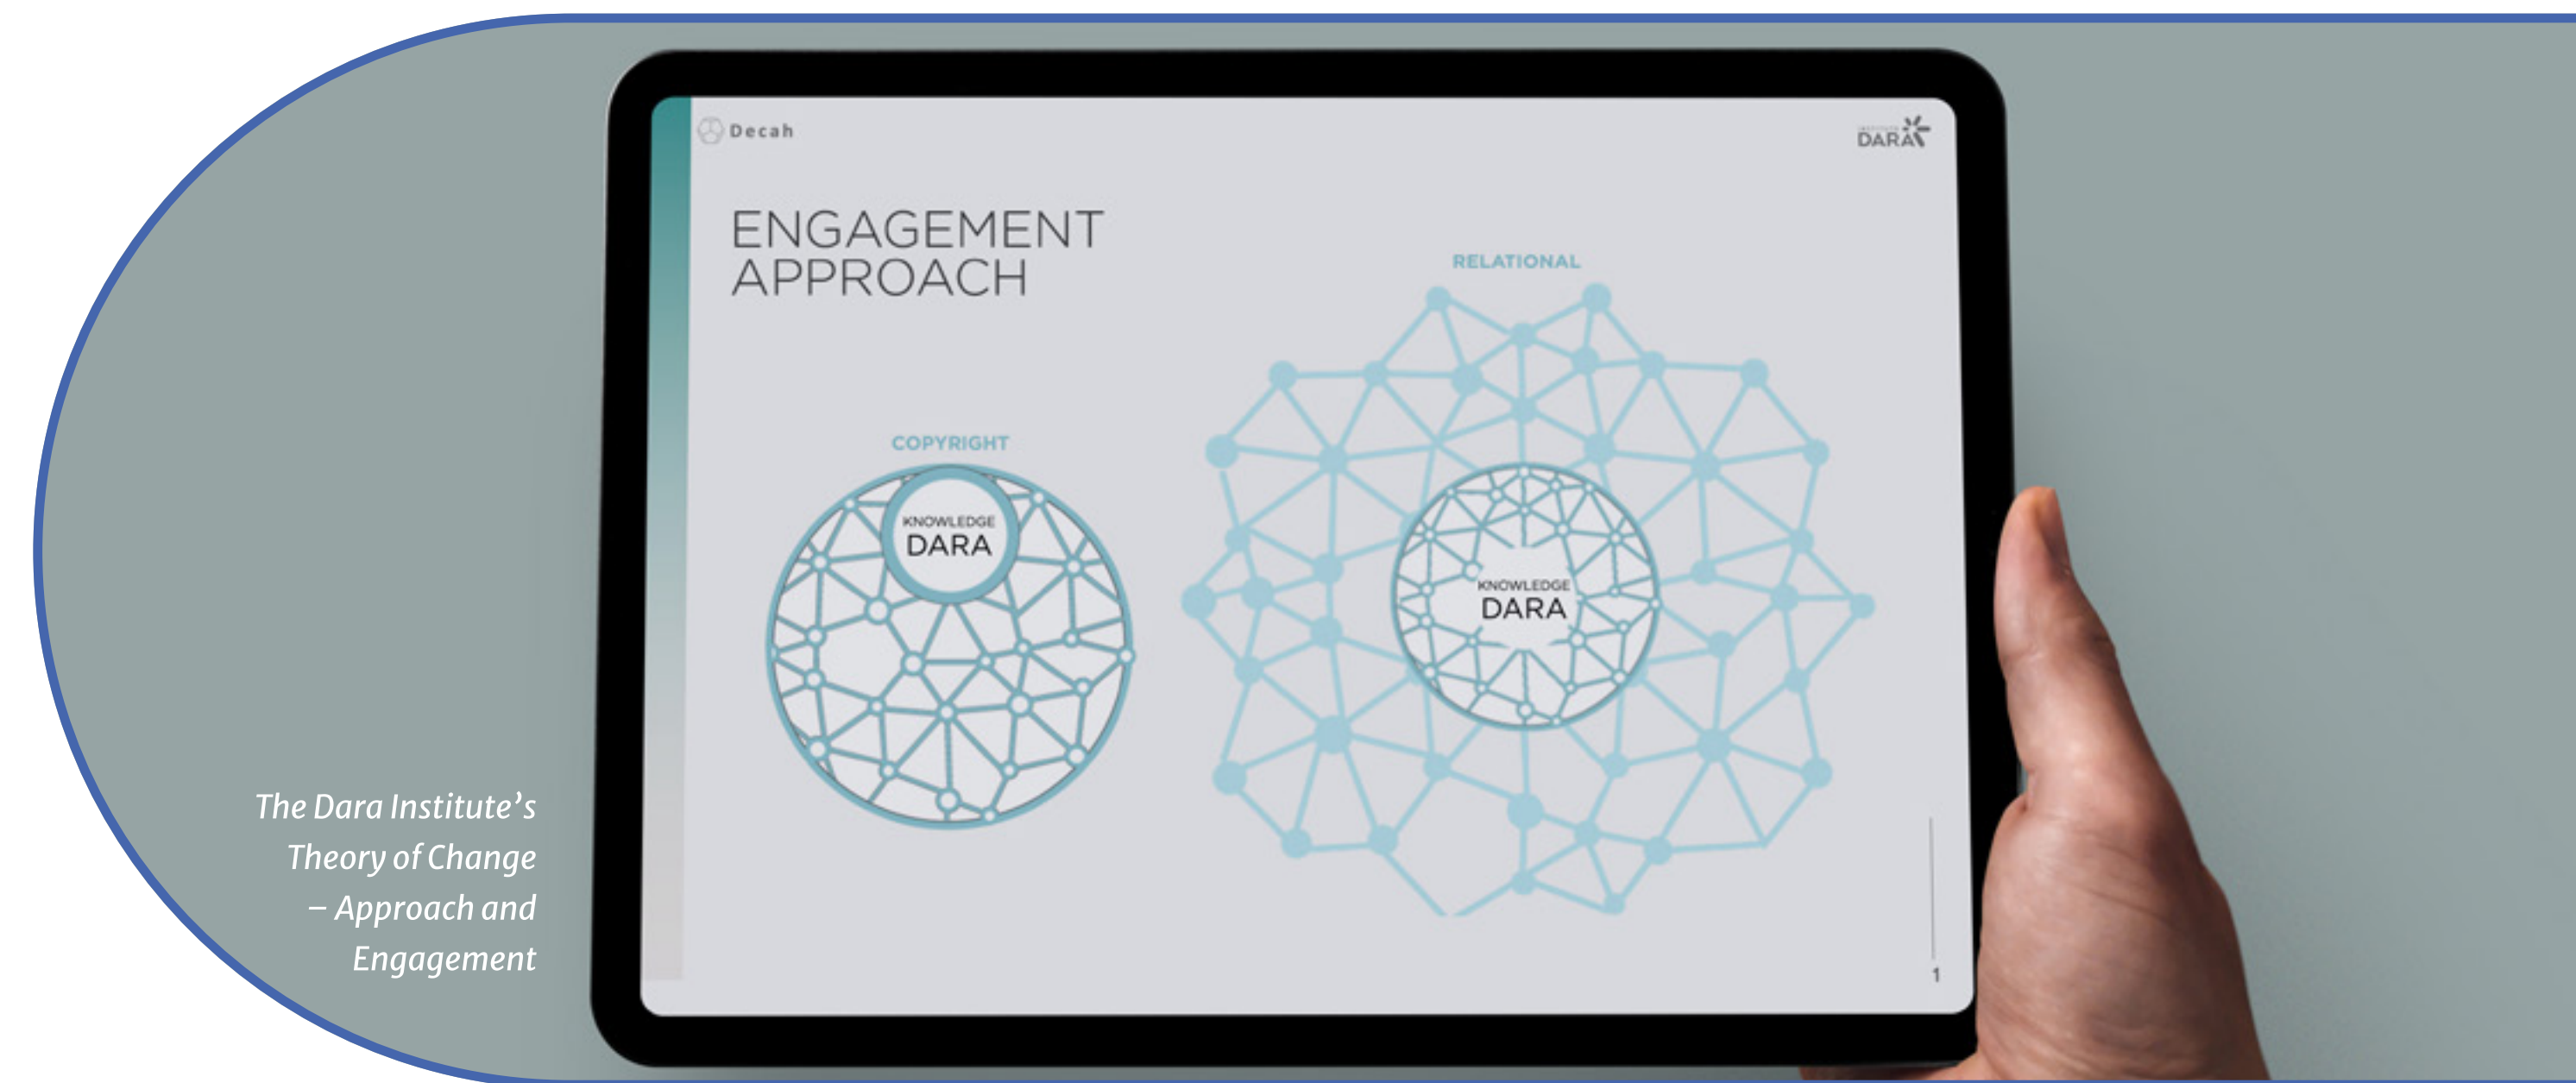 Decah
DARA
ENGAGEMENT
APPROACH
RELATIONAL
COPYRIGHT
KNOWLEDGE
DARA
KNOWLEDGE
DARA
The Dara Institute’s
Theory of Change
– Approach and
Engagement
1